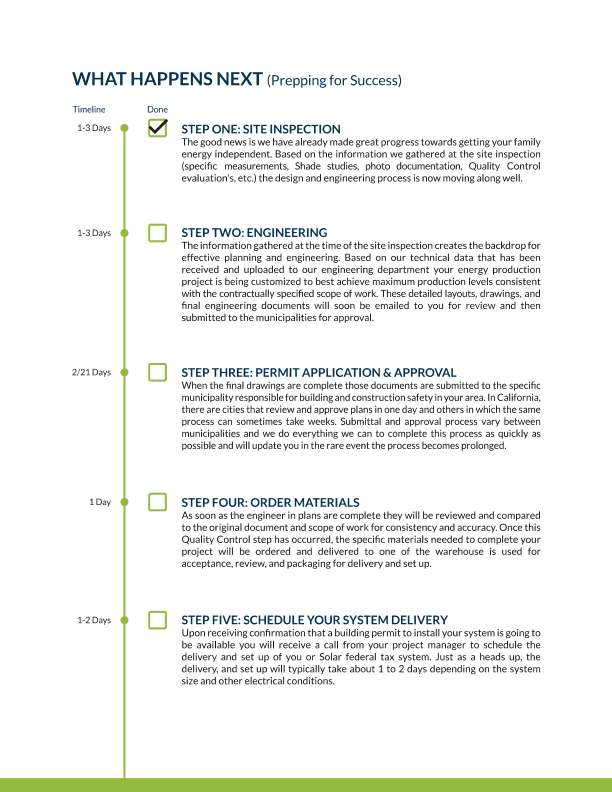 WHAT HAPPENS NEXT (Prepping for Success)
Timeline Done
1-3 Days STEP ONE: SITE INSPECTION
The good news is we have already made great progress towards getting your family
energy independent. Based on the information we gathered at the site inspection
(specific measurements, Shade studies, photo documentation, Quality Control
evaluation's, etc.) the design and engineering process is now moving along well.
1-3 Days STEP TWO: ENGINEERING
The information gathered at the time of the site inspection creates the backdrop for
effective planning and engineering. Based on our technical data that has been
received and uploaded to our engineering department your energy production
project is being customized to best achieve maximum production levels consistent
with the contractually specified scope of work. These detailed layouts, drawings, and
final engineering documents will soon be emailed to you for review and then
submitted to the municipalities for approval.
2/21 Days STEP THREE: PERMIT APPLICATION & APPROVAL
When the final drawings are complete those documents are submitted to the specific
municipality responsible for building and construction safety in your area. In California,
there are cities that review and approve plans in one day and others in which the same
process can sometimes take weeks. Submittal and approval process vary between
municipalities and we do everything we can to complete this process as quickly as
possible and will update you in the rare event the process becomes prolonged.
1 Day STEP FOUR: ORDER MATERIALS
As soon as the engineer in plans are complete they will be reviewed and compared
to the original document and scope of work for consistency and accuracy. Once this
Quality Control step has occurred, the specific materials needed to complete your
project will be ordered and delivered to one of the warehouse is used for
acceptance, review, and packaging for delivery and set up.
1-2 Days STEP FIVE: SCHEDULE YOUR SYSTEM DELIVERY
Upon receiving confirmation that a building permit to install your system is going to
be available you will receive a call from your project manager to schedule the
delivery and set up of you or Solar federal tax system. Just as a heads up, the
delivery, and set up will typically take about 1 to 2 days depending on the system
size and other electrical conditions.